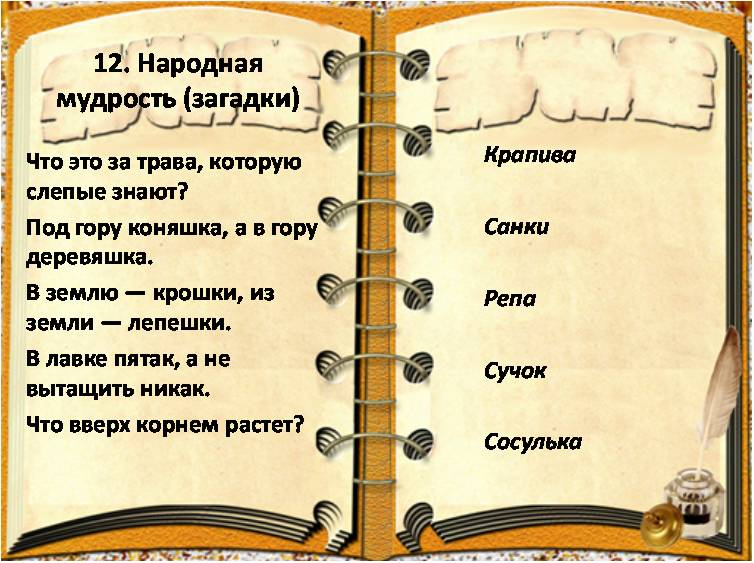 12. Народная
мудрость (загадки)
Что это за трава, которую
слепые знают?
Под гору коняшка, а в гору
деревяшка.
В землю — крошки, из
земли — лепешки.
В лавке пятак, а не
вытащить никак.
Что вверх корнем растет?
Крапива
Санки
Репа
Сучок
Сосулька